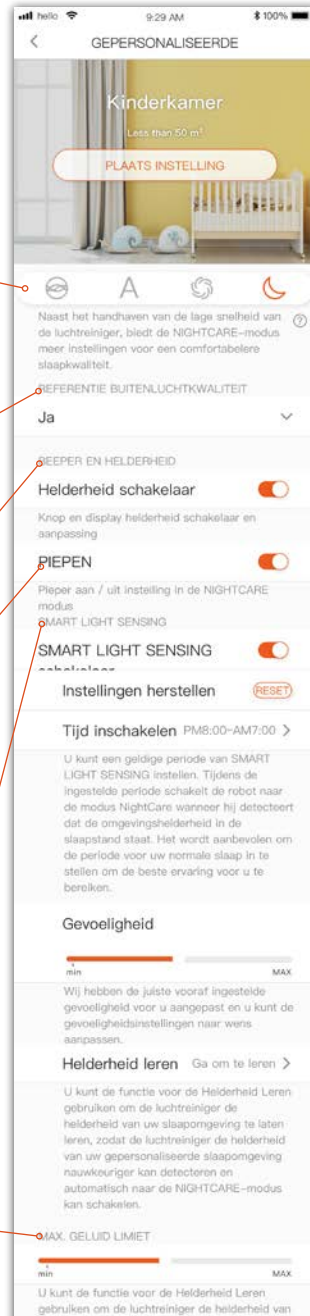 hello 9:29 AM 100%
GEPERSONALISEERDE
Kinderkamer
Less than 50 m²
PLAATS INSTELLING
A
Naast het handhaven van de lage snelheid van
de luchtreiniger, biedt de NIGHTCARE-modus
meer instellingen voor een comfortabelere
slaapkwaliteit.
?
REFERENTIE BUITENLUCHTKWALITEIT
Ja
BEEPER EN HELDERHEID
Helderheid schakelaar
Knop en display helderheid schakelaar en
aanpassing
PIEPEN
Pieper aan / uit instelling in de NIGHTCARE
modus
SMART LIGHT SENSING
SMART LIGHT SENSING
schakelaar
Instellingen herstellen RESET
Tijd inschakelen PM8:00-AM7:00
U kunt een geldige periode van SMART
LIGHT SENSING instellen. Tijdens de
ingestelde periode schakelt de robot naar
de modus NightCare wanneer hij detecteert
dat de omgevingshelderheid in de
slaapstand staat. Het wordt aanbevolen om
de periode voor uw normale slaap in te
stellen om de beste ervaring voor u te
bereiken.
Gevoeligheid
min MAX
Wij hebben de juiste vooraf ingestelde
gevoeligheid voor u aangepast en u kunt de
gevoeligheidsinstellingen naar wens
aanpassen.
Helderheid leren Ga om te leren
U kunt de functie voor de Helderheid Leren
gebruiken om de luchtreiniger de
helderheid van uw slaapomgeving te laten
leren, zodat de luchtreiniger de helderheid
van uw gepersonaliseerde slaapomgeving
nauwkeuriger kan detecteren en
automatisch naar de NIGHTCARE-modus
kan schakelen.
MAX. GELUID LIMIET
min MAX
U kunt de functie voor de Helderheid Leren
gebruiken om de luchtreiniger de helderheid van